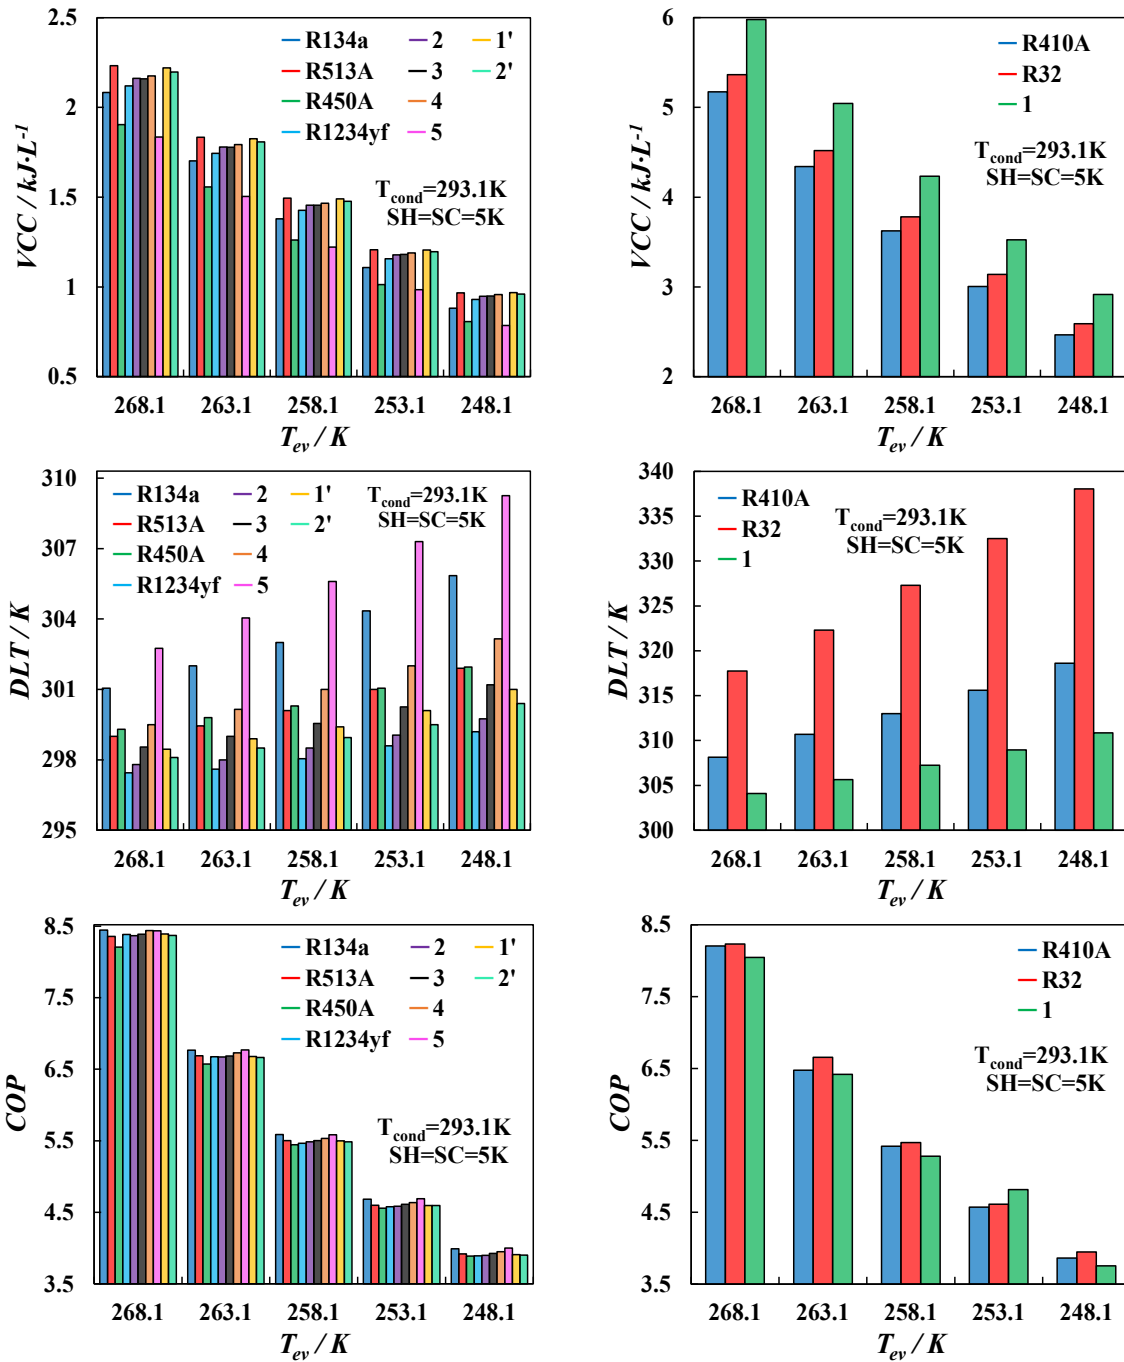 VCC / kJ·L-1
2.5
2
1.5
1
0.5
R134a 2 1'
R513A 3 2'
R450A 4
R1234yf 5
Tcond=293.1K
SH=SC=5K
268.1 263.1 258.1 253.1 248.1
Tev / K
VCC / kJ·L-1
6
5
4
3
2
R410A
R32
1
Tcond=293.1K
SH=SC=5K
268.1 263.1 258.1 253.1 248.1
Tev / K
DLT / K
310
307
304
301
298
295
R134a 2 1'
R513A 3 2'
R450A 4
R1234yf 5
Tcond=293.1K
SH=SC=5K
268.1 263.1 258.1 253.1 248.1
Tev / K
DLT / K
340
335
330
325
320
315
310
305
300
R410A
R32
1
Tcond=293.1K
SH=SC=5K
268.1 263.1 258.1 253.1 248.1
Tev / K
COP
8.5
7.5
6.5
5.5
4.5
3.5
R134a 2 1'
R513A 3 2'
R450A 4
R1234yf 5
Tcond=293.1K
SH=SC=5K
268.1 263.1 258.1 253.1 248.1
Tev / K
COP
8.5
7.5
6.5
5.5
4.5
3.5
R410A
R32
1
Tcond=293.1K
SH=SC=5K
268.1 263.1 258.1 253.1 248.1
Tev / K